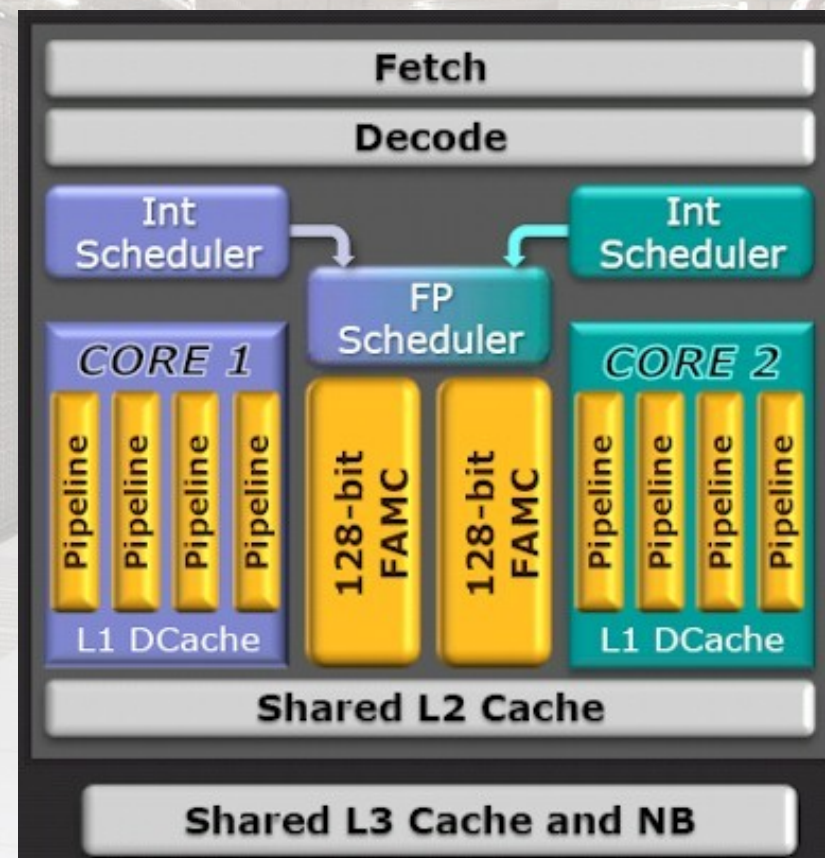 Fetch
Decode
Int
Scheduler
Int
Scheduler
FP
Scheduler
CORE 1
Pipeline
Pipeline
Pipeline
Pipeline
L1 DCache
128-bit
FAMC
128-bit
FAMC
CORE 2
Pipeline
Pipeline
Pipeline
Pipeline
L1 DCache
Shared L2 Cache
Shared L3 Cache and NB